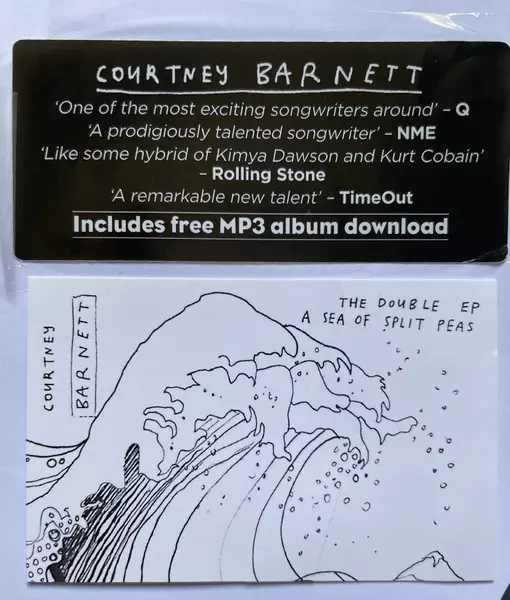 COURTNEY BARNETT
‘One of the most exciting songwriters around’ – Q
‘A prodigiously talented songwriter’ – NME
‘Like some hybrid of Kimya Dawson and Kurt Cobain’
– Rolling Stone
‘A remarkable new talent’ – TimeOut
Includes free MP3 album download
COURTNEY
BARNETT
THE DOUBLE EP
A SEA OF SPLIT PEAS